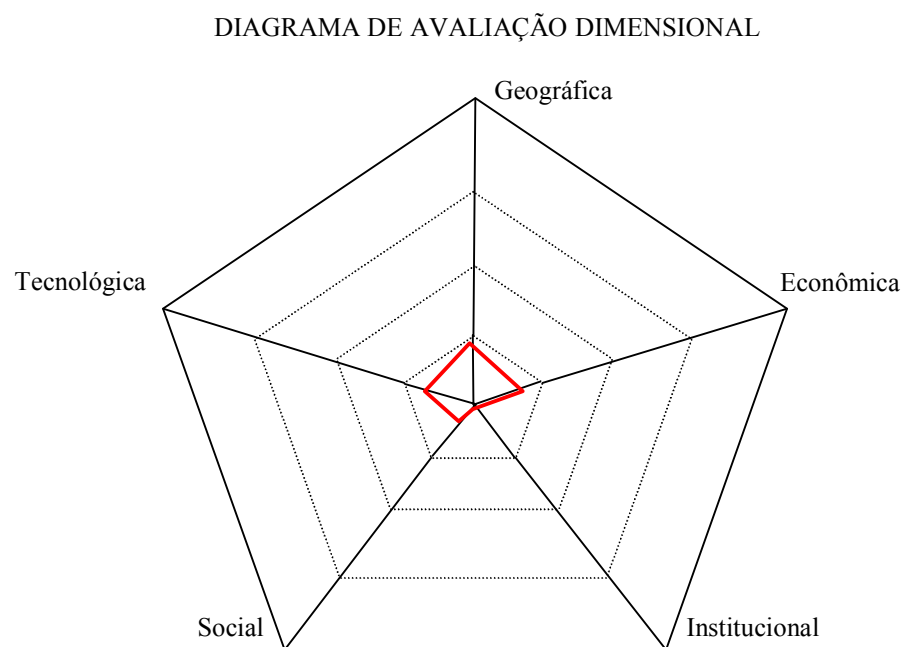 DIAGRAMA DE AVALIAÇÃO DIMENSIONAL
Geográfica
Tecnológica
Econômica
Social
Institucional